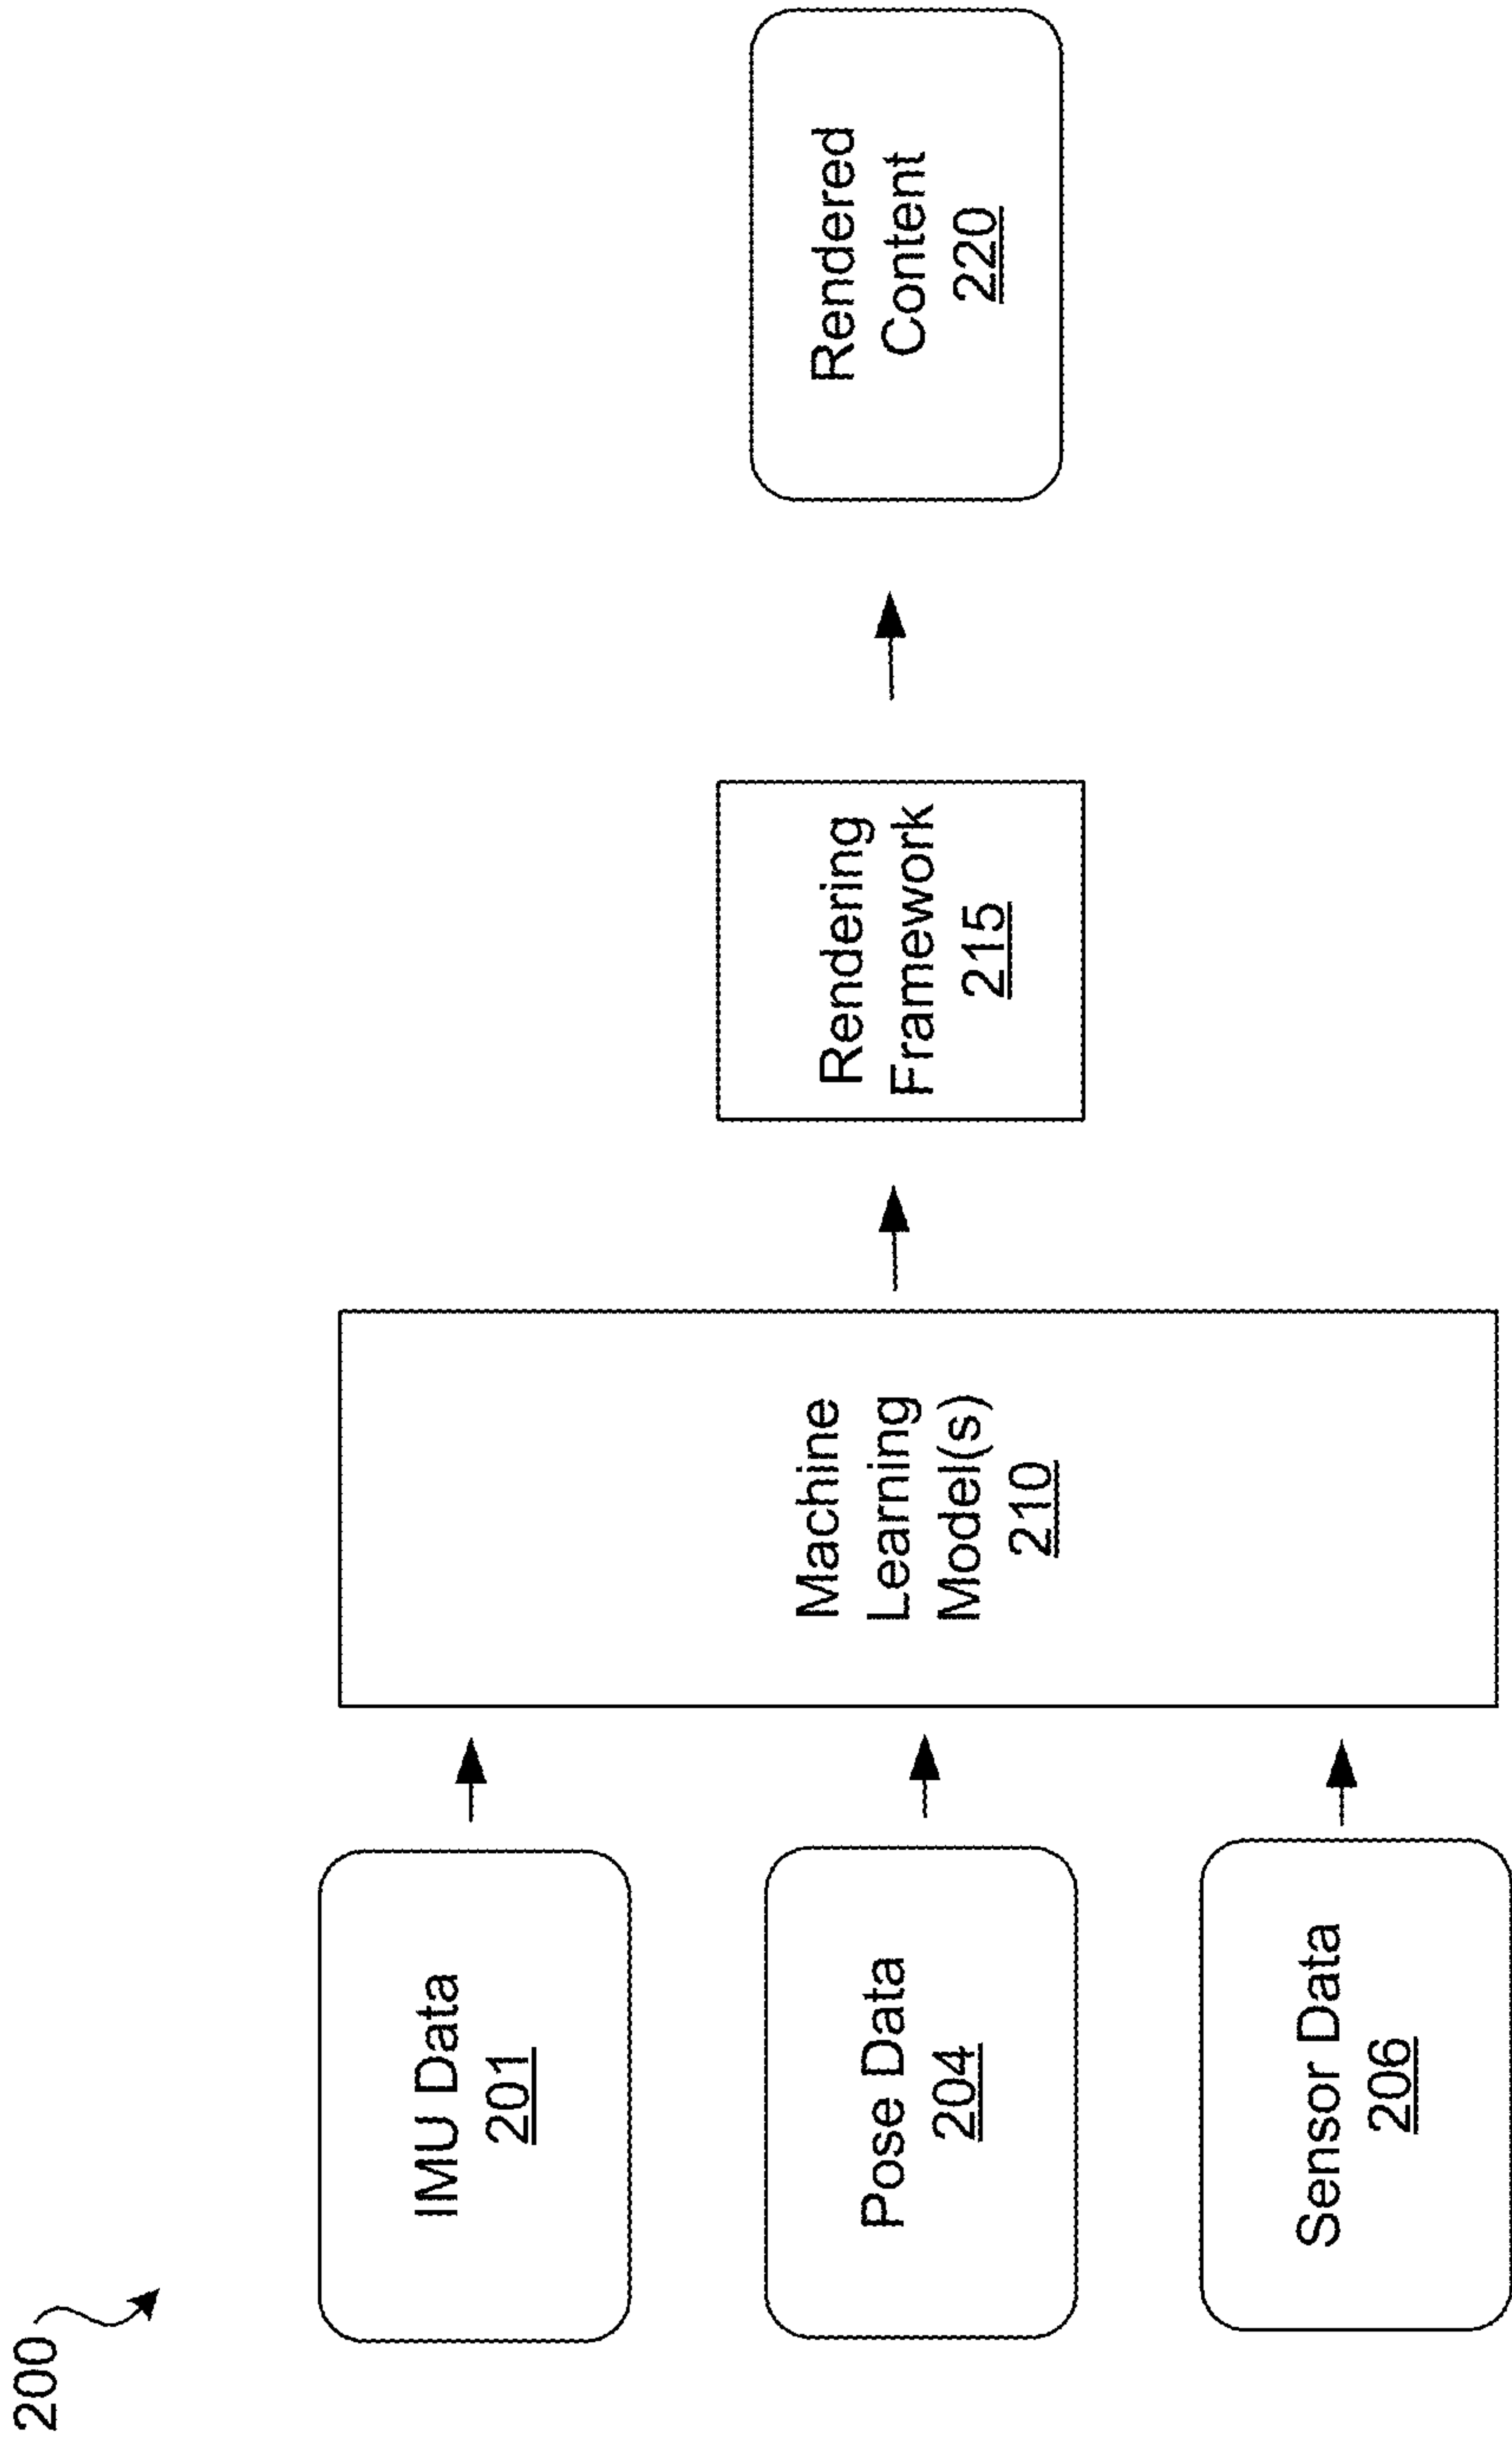 200
IMU Data
201
Pose Data
204
Sensor Data
206
Machine
Learning
Model(s)
210
Rendering
Framework
215
Rendered
Content
220